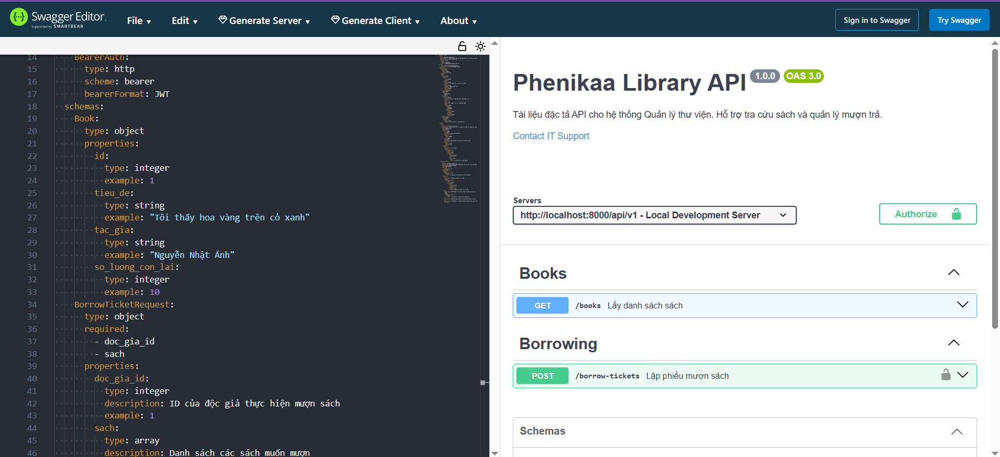 Swagger Editor
Supported by SMARTBEAR
File
Edit
Generate Server
Generate Client
About
Sign in to Swagger
Try Swagger
14 BearerAuth:
15 type: http
16 scheme: bearer
17 bearerFormat: JWT
18 schemas:
19 Book:
20 type: object
21 properties:
22 id:
23 type: integer
24 example: 1
25 tieu_de:
26 type: string
27 example: "Tôi thấy hoa vàng trên cỏ xanh"
28 tac_gia:
29 type: string
30 example: "Nguyễn Nhật Ánh"
31 so_luong_con_lai:
32 type: integer
33 example: 10
34 BorrowTicketRequest:
35 type: object
36 required:
37 - doc_gia_id
38 - sach
39 properties:
40 doc_gia_id:
41 type: integer
42 description: ID của độc giả thực hiện mượn sách
43 example: 1
44 sach:
45 type: array
46 description: Danh sách các sách muốn mượn
Phenikaa Library API 1.0.0 OAS 3.0
Tài liệu đặc tả API cho hệ thống Quản lý thư viện. Hỗ trợ tra cứu sách và quản lý mượn trả.
Contact IT Support
Servers
http://localhost:8000/api/v1 - Local Development Server
Authorize
Books
GET /books Lấy danh sách sách
Borrowing
POST /borrow-tickets Lập phiếu mượn sách
Schemas